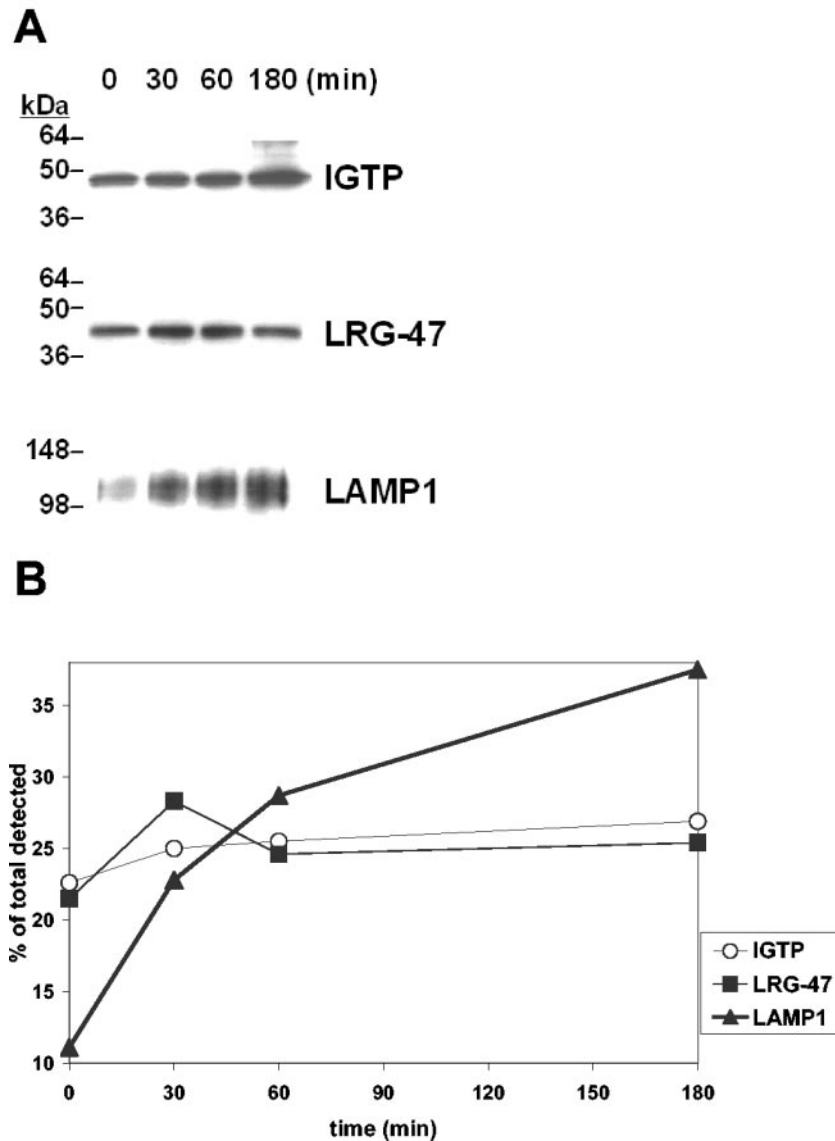 A
0 30 60 180 (min)
kDa
64–
50–
36–
IGTP
64–
50–
36–
LRG-47
148–
98–
LAMP1
B
35
30
25
20
15
10
% of total detected
0 30 60 90 120 150 180
time (min)
IGTP
LRG-47
LAMP1